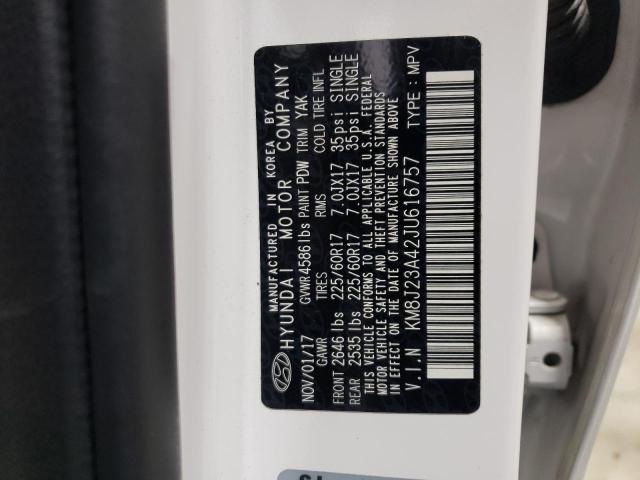 MANUFACTURED IN KOREA BY
HYUNDAI MOTOR COMPANY
NOV/01/17 GVWR 4586 lbs PAINT PDW TRIM YAK
GAWR TIRES RIMS COLD TIRE INFL
FRONT 2646 lbs 225/60R17 7.0JX17 35psi SINGLE
REAR 2535 lbs 225/60R17 7.0JX17 35psi SINGLE
THIS VEHICLE CONFORMS TO ALL APPLICABLE U.S.A. FEDERAL
MOTOR VEHICLE SAFETY AND THEFT PREVENTION STANDARDS
IN EFFECT ON THE DATE OF MANUFACTURE SHOWN ABOVE
V.I.N KM8J23A42JU616757 TYPE : MPV